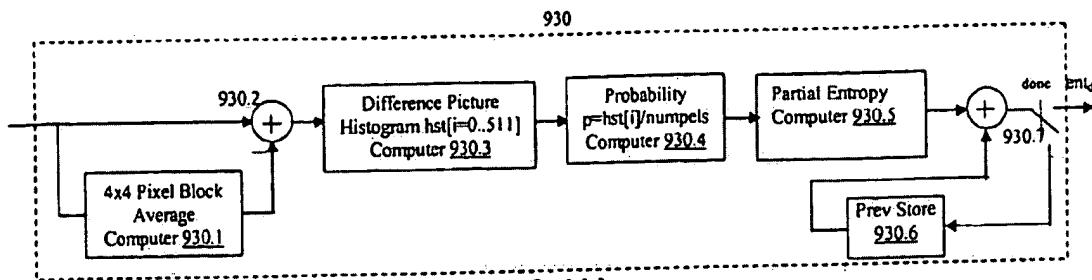 930
930.2
4x4 Pixel Block
Average
Computer 930.1
Difference Picture
Histogram hst[i=0..511]
Computer 930.3
Probability
p=hst[i]/numpels
Computer 930.4
Partial Entropy
Computer 930.5
done
930.7
Prev Store
930.6